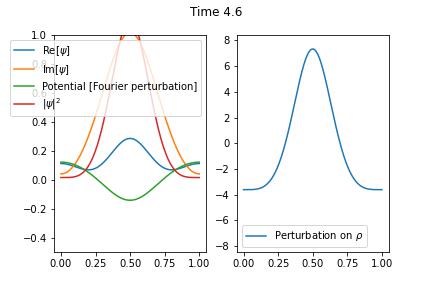 Time 4.6
1.0
0.8
0.6
0.4
0.2
0.0
−0.2
−0.4
Re[ψ]
Im[ψ]
Potential [Fourier perturbation]
|ψ|²
0.00 0.25 0.50 0.75 1.00
8
6
4
2
0
−2
−4
−6
−8
Perturbation on ρ
0.00 0.25 0.50 0.75 1.00